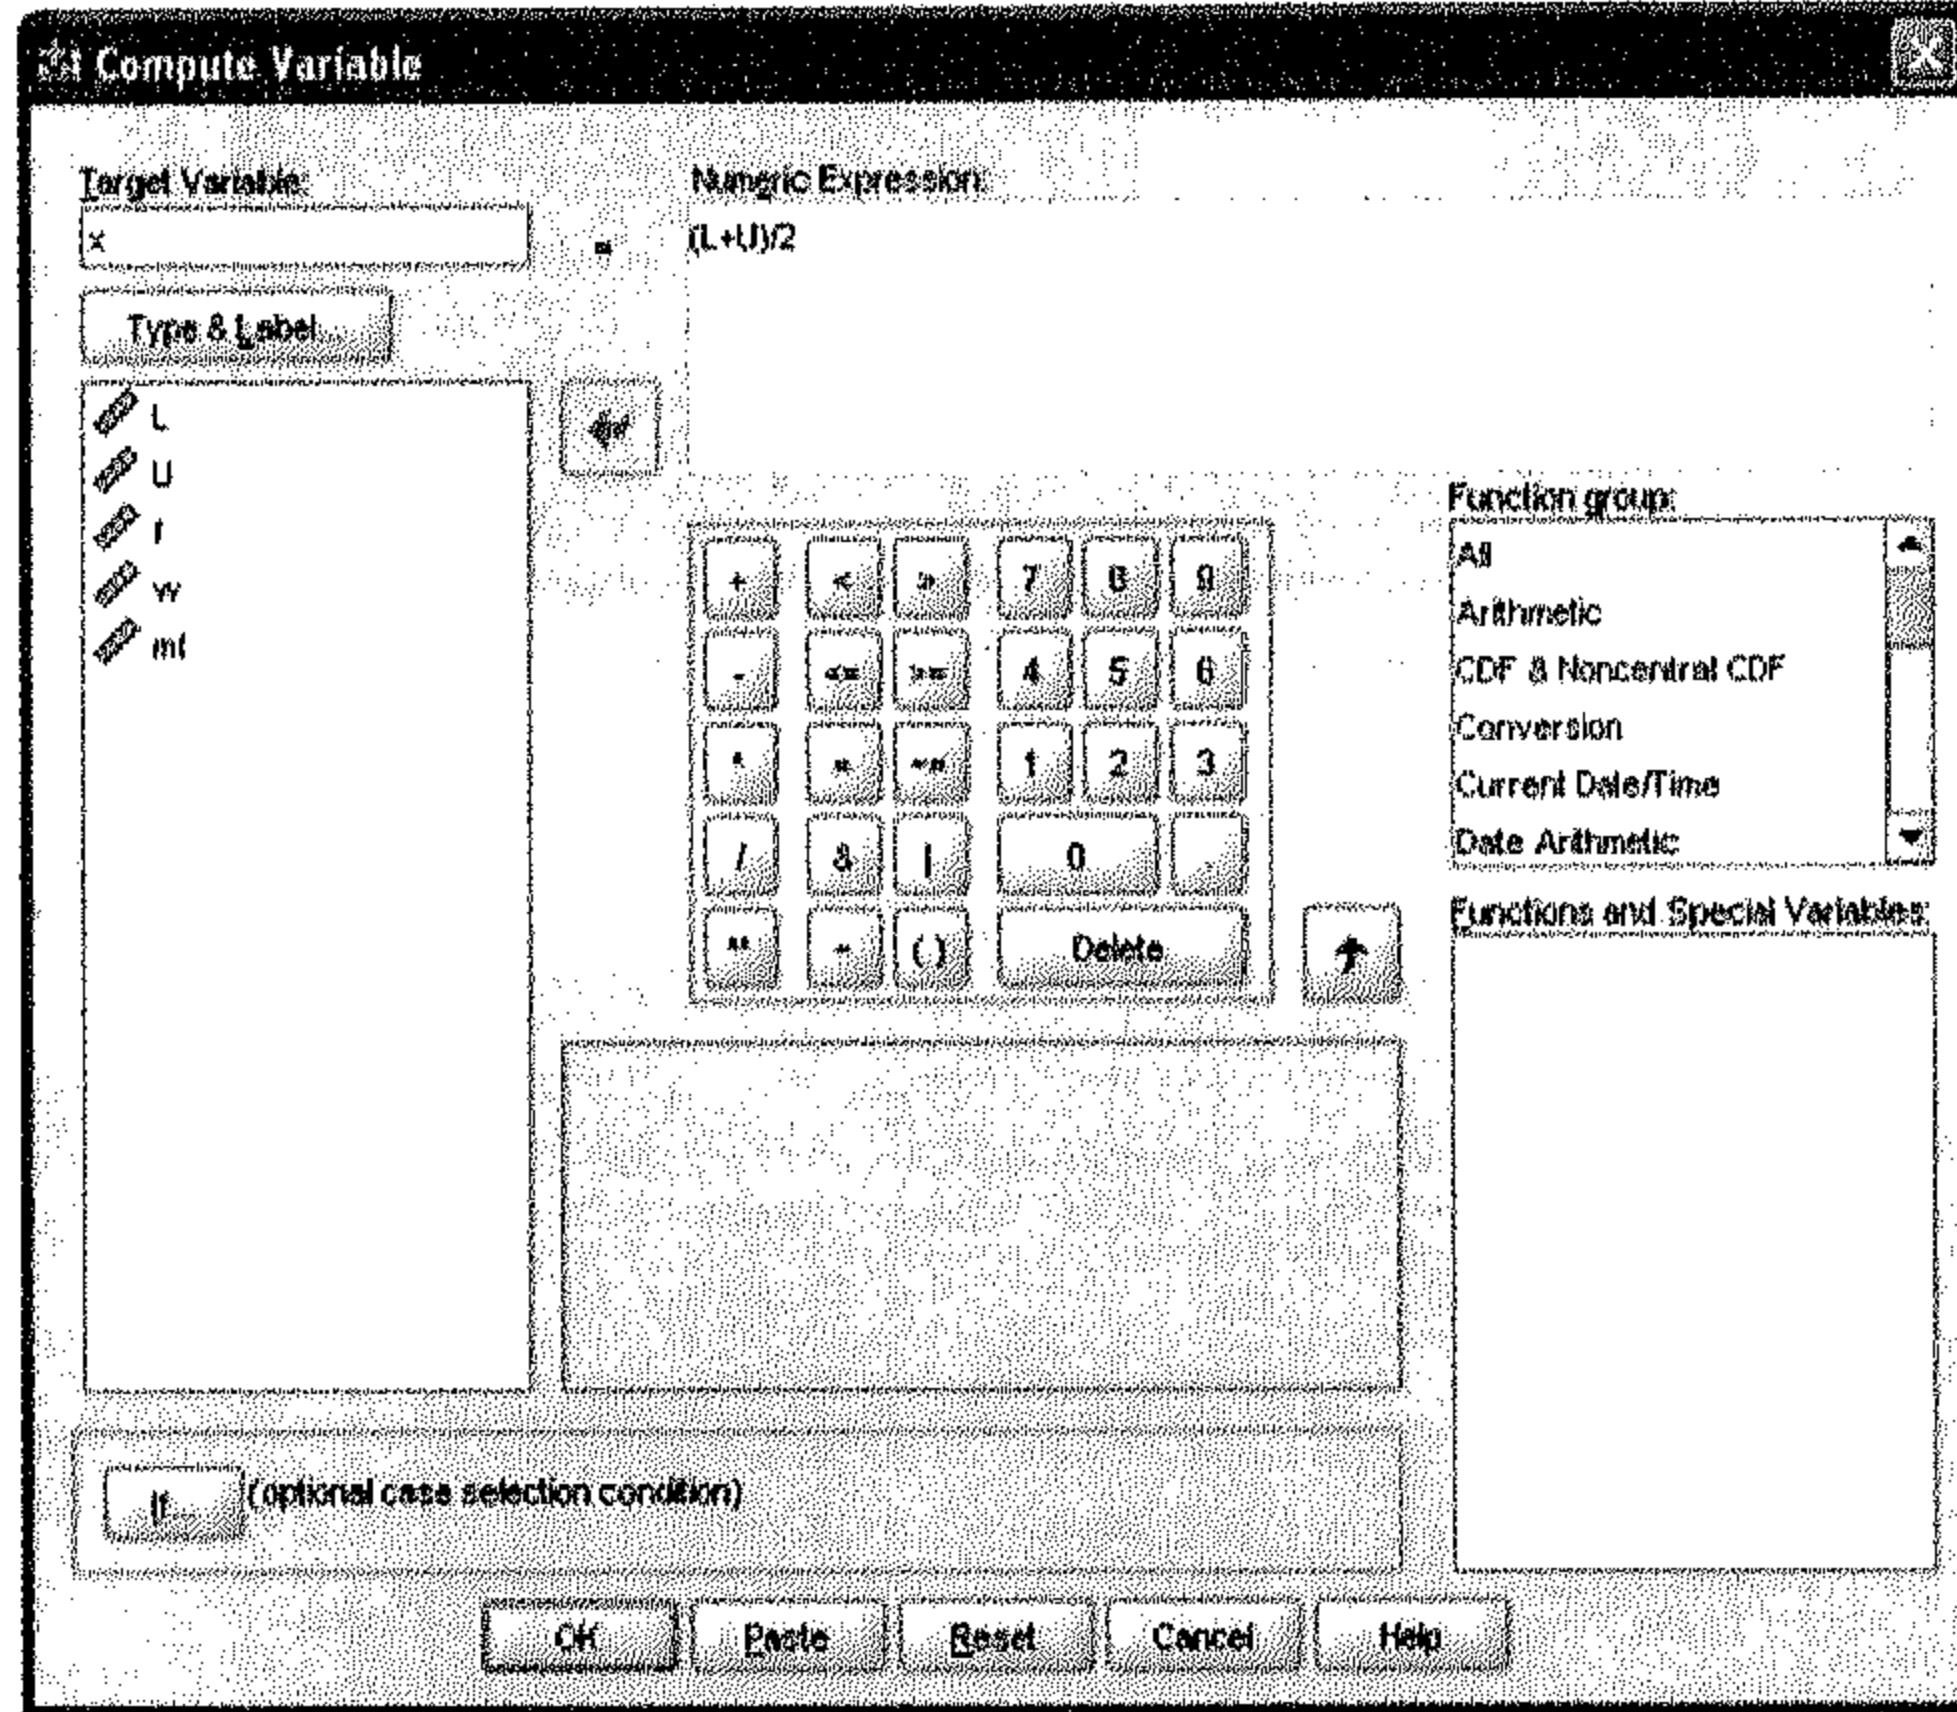 Compute Variable
X
Target Variable:
x
=
Numeric Expression:
(L+U)/2
Type & Label...
L
U
f
w
mf
+ < > 7 8 9
- <= >= 4 5 6
* = ~= 1 2 3
/ & | 0 .
** ~ ( ) Delete
Function group:
All
Arithmetic
CDF & Noncentral CDF
Conversion
Current Date/Time
Date Arithmetic
Functions and Special Variables:
If... (optional case selection condition)
OK Paste Reset Cancel Help